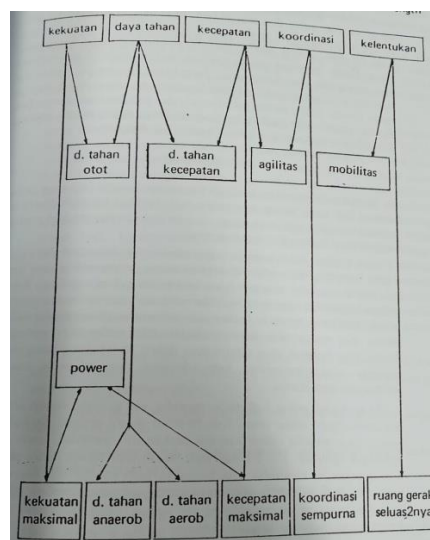 kekuatan
daya tahan
kecepatan
koordinasi
kelentukan
d. tahan
otot
d. tahan
kecepatan
agilitas
mobilitas
power
kekuatan
maksimal
d. tahan
anaerob
d. tahan
aerob
kecepatan
maksimal
koordinasi
sempurna
ruang gerak
seluas2nya